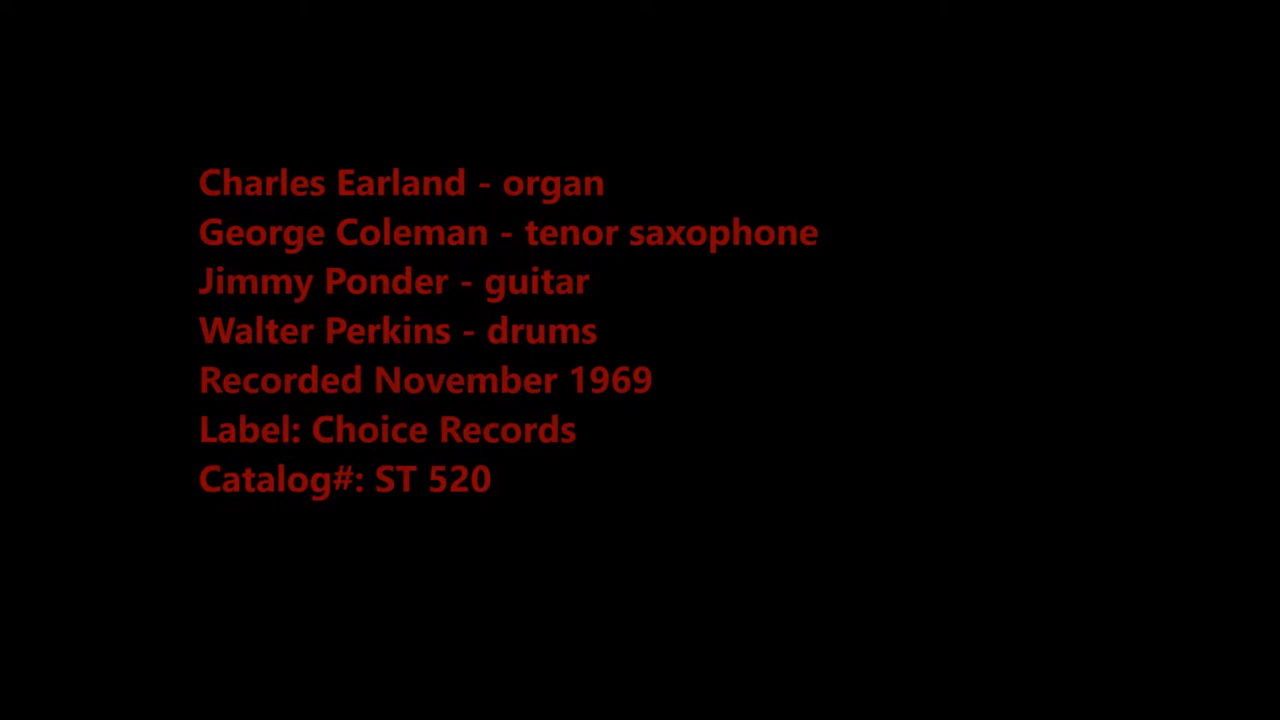 Charles Earland - organ
George Coleman - tenor saxophone
Jimmy Ponder - guitar
Walter Perkins - drums
Recorded November 1969
Label: Choice Records
Catalog#: ST 520